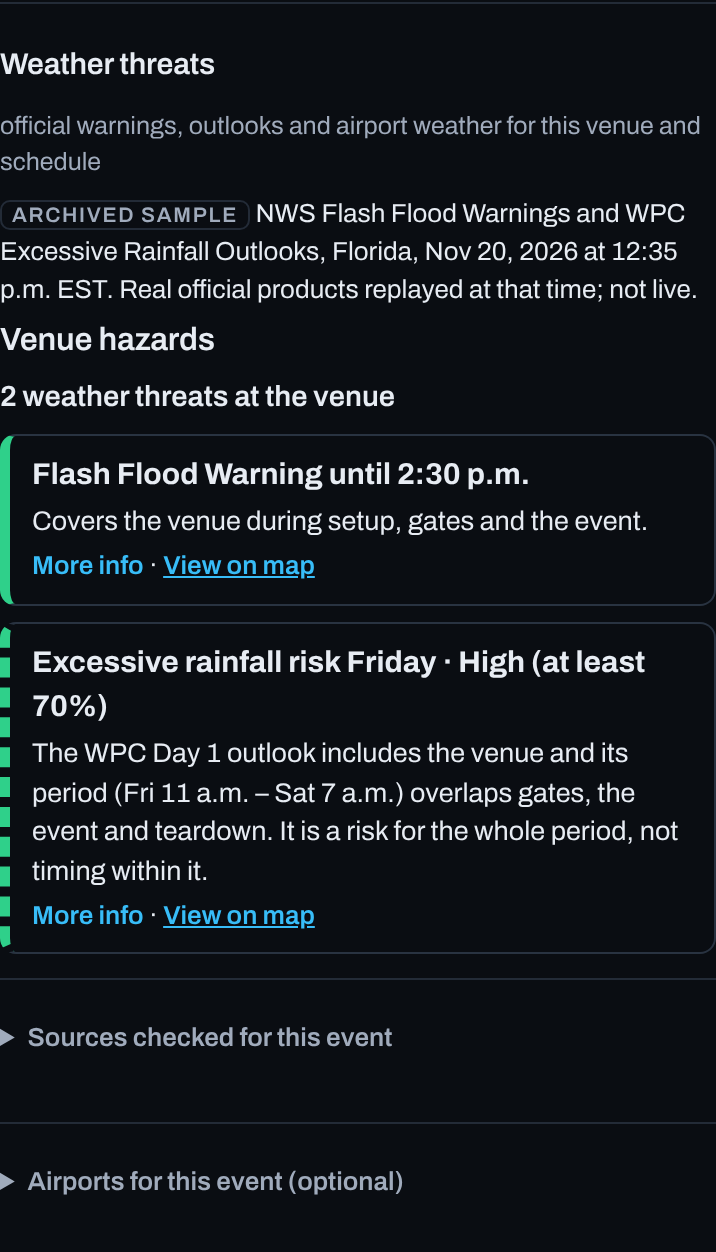 Weather threats
official warnings, outlooks and airport weather for this venue and
schedule
ARCHIVED SAMPLE NWS Flash Flood Warnings and WPC
Excessive Rainfall Outlooks, Florida, Nov 20, 2026 at 12:35
p.m. EST. Real official products replayed at that time; not live.
Venue hazards
2 weather threats at the venue
Flash Flood Warning until 2:30 p.m.
Covers the venue during setup, gates and the event.
More info · View on map
Excessive rainfall risk Friday · High (at least
70%)
The WPC Day 1 outlook includes the venue and its
period (Fri 11 a.m. – Sat 7 a.m.) overlaps gates, the
event and teardown. It is a risk for the whole period, not
timing within it.
More info · View on map
Sources checked for this event
Airports for this event (optional)